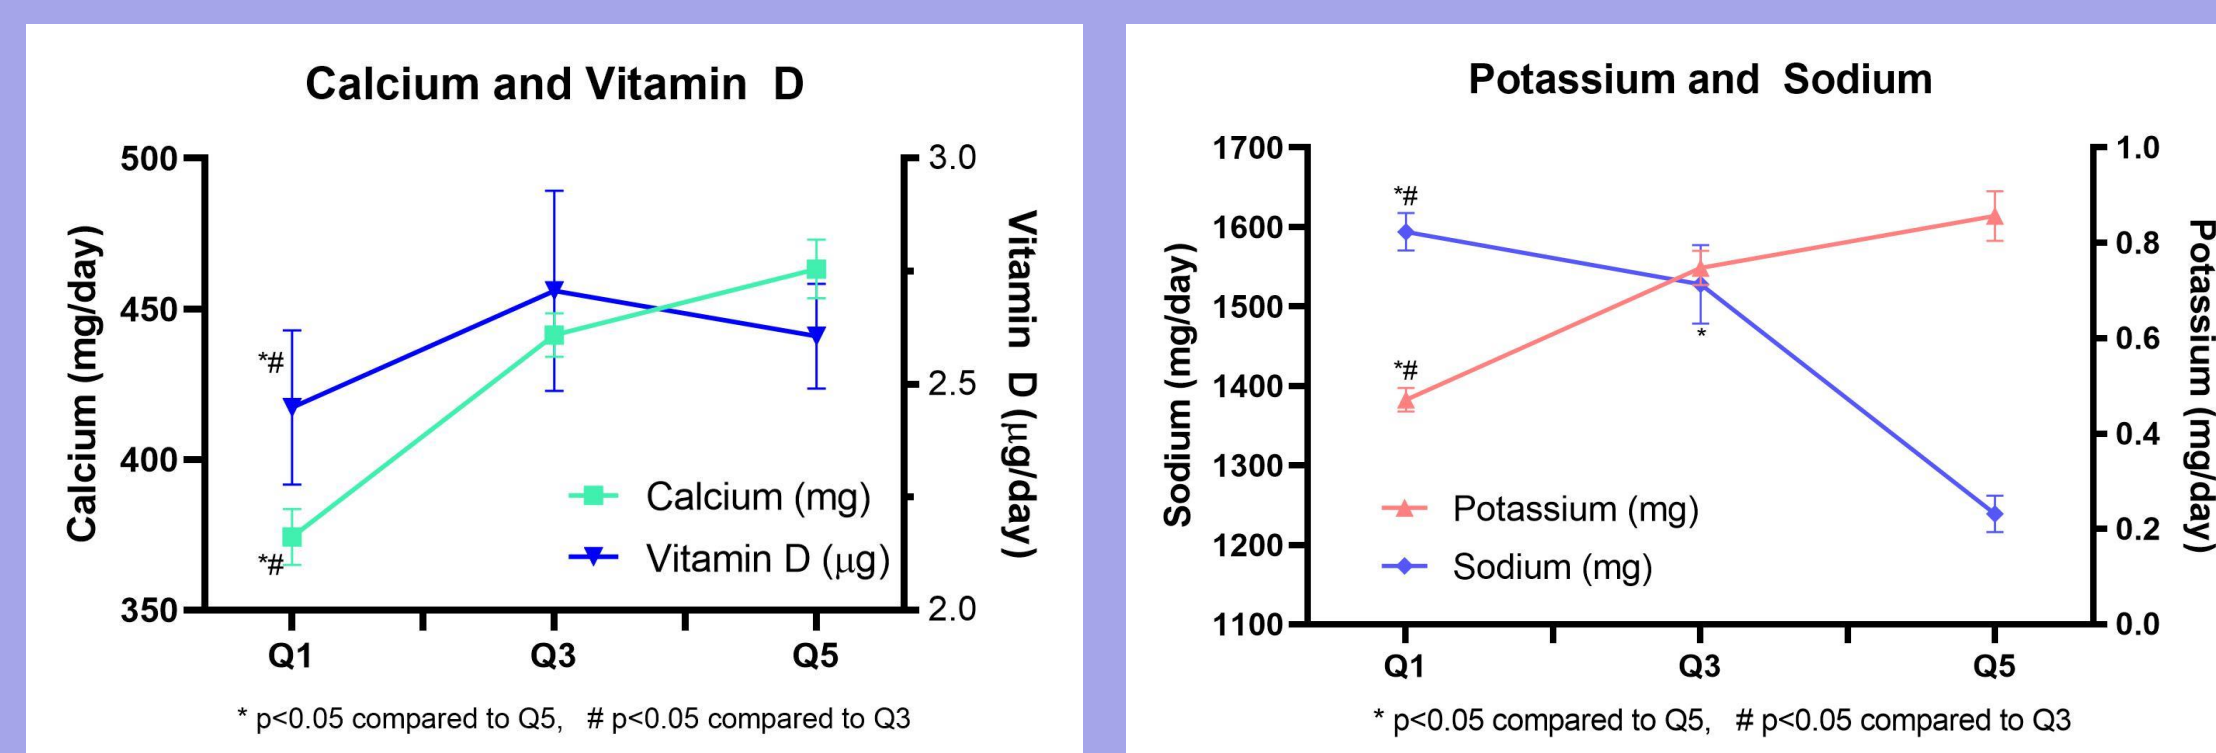 Calcium and Vitamin D
500
450
400
350
Calcium (mg/day)
3.0
2.5
2.0
Vitamin D (μg/day)
*#
*#
Calcium (mg)
Vitamin D (μg)
Q1 Q3 Q5
* p<0.05 compared to Q5, # p<0.05 compared to Q3
Potassium and Sodium
1700
1600
1500
1400
1300
1200
1100
Sodium (mg/day)
1.0
0.8
0.6
0.4
0.2
0.0
Potassium (mg/day)
*#
*#
*
Potassium (mg)
Sodium (mg)
Q1 Q3 Q5
* p<0.05 compared to Q5, # p<0.05 compared to Q3